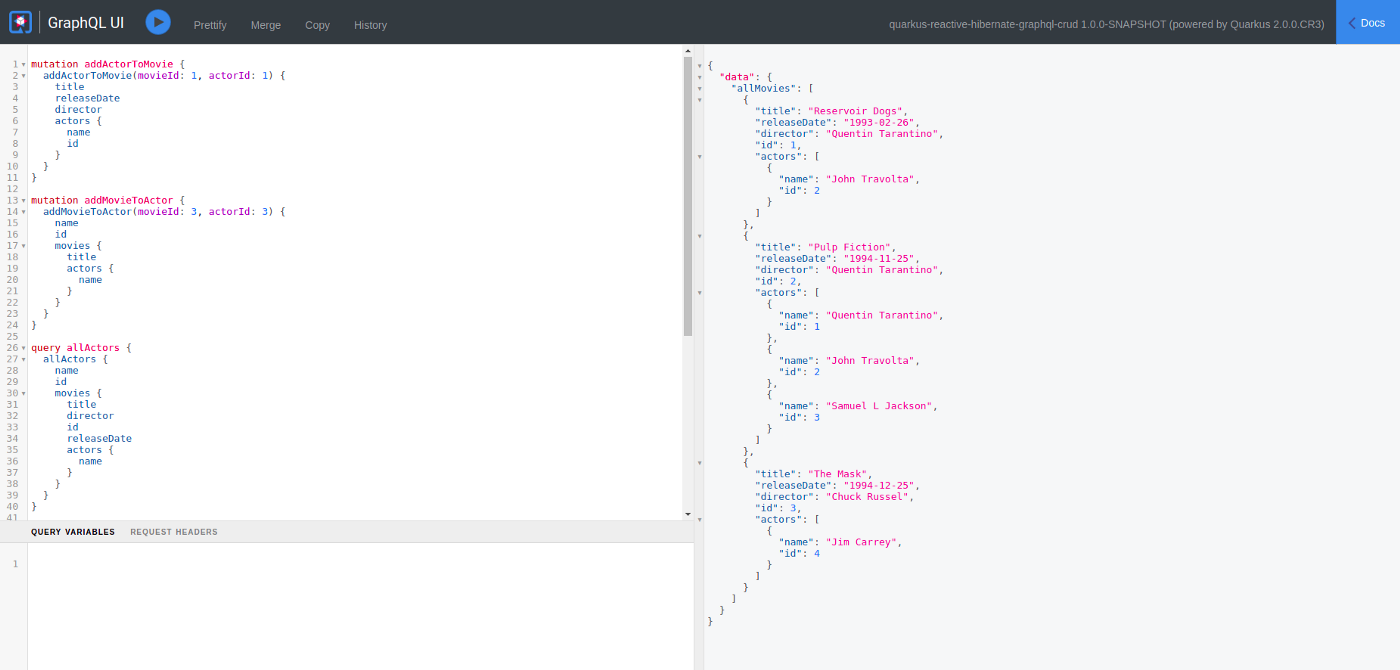 GraphQL UI
Prettify Merge Copy History
quarkus-reactive-hibernate-graphql-crud 1.0.0-SNAPSHOT (powered by Quarkus 2.0.0.CR3)
Docs
1 mutation addActorToMovie {
2 addActorToMovie(movieId: 1, actorId: 1) {
3 title
4 releaseDate
5 director
6 actors {
7 name
8 id
9 }
10 }
11 }
12
13 mutation addMovieToActor {
14 addMovieToActor(movieId: 3, actorId: 3) {
15 name
16 id
17 movies {
18 title
19 actors {
20 name
21 }
22 }
23 }
24 }
25
26 query allActors {
27 allActors {
28 name
29 id
30 movies {
31 title
32 director
33 id
34 releaseDate
35 actors {
36 name
37 }
38 }
39 }
40 }
41
QUERY VARIABLES REQUEST HEADERS
1
{
"data": {
"allMovies": [
{
"title": "Reservoir Dogs",
"releaseDate": "1993-02-26",
"director": "Quentin Tarantino",
"id": 1,
"actors": [
{
"name": "John Travolta",
"id": 2
}
]
},
{
"title": "Pulp Fiction",
"releaseDate": "1994-11-25",
"director": "Quentin Tarantino",
"id": 2,
"actors": [
{
"name": "Quentin Tarantino",
"id": 1
},
{
"name": "John Travolta",
"id": 2
},
{
"name": "Samuel L Jackson",
"id": 3
}
]
},
{
"title": "The Mask",
"releaseDate": "1994-12-25",
"director": "Chuck Russel",
"id": 3,
"actors": [
{
"name": "Jim Carrey",
"id": 4
}
]
}
]
}
}